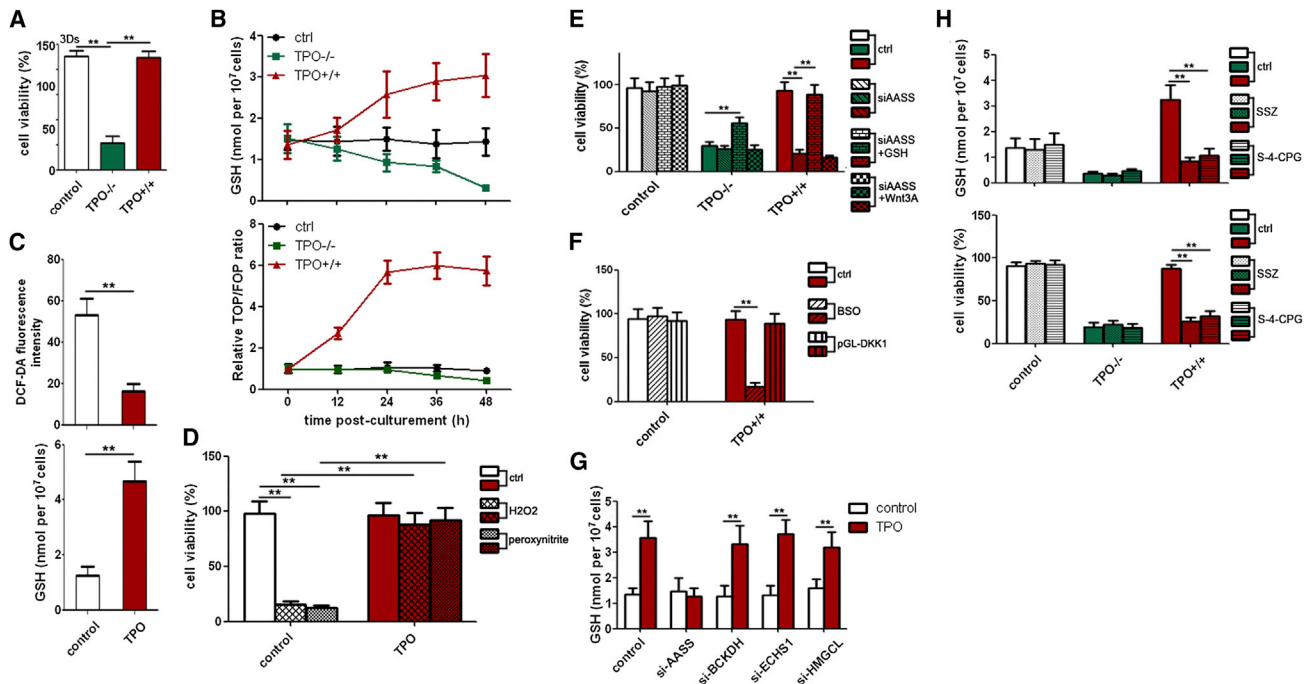 A
3Ds
**
**
cell viability (%)
150
100
50
0
control
TPO-/-
TPO+/+
B
ctrl
TPO-/-
TPO+/+
GSH (nmol per 10⁷cells)
4
3
2
1
0
ctrl
TPO-/-
TPO+/+
Relative TOP/FOP ratio
8
6
4
2
0
0
12
24
36
48
time post-culturement (h)
C
**
DCF-DA fluorescence
intensity
80
60
40
20
0
**
GSH (nmol per 10⁷cells)
6
4
2
1
0
control
TPO
D
**
**
**
**
cell viability (%)
150
100
50
0
control
TPO
ctrl
H2O2
peroxynitrite
E
cell viability (%)
100
50
0
**
**
**
control
TPO-/-
TPO+/+
ctrl
siAASS
siAASS
+GSH
siAASS
+Wnt3A
F
cell viability (%)
150
100
50
0
**
control
TPO+/+
ctrl
BSO
pGL-DKK1
G
GSH (nmol per 10⁷cells)
5
4
3
2
1
0
**
**
**
**
control
si-AASS
si-BCKDH
si-ECHS1
si-HMGCL
control
TPO
H
GSH (nmol per 10⁷cells)
5
4
3
2
1
0
**
**
ctrl
SSZ
S-4-CPG
cell viability (%)
150
100
50
0
**
**
control
TPO-/-
TPO+/+
ctrl
SSZ
S-4-CPG